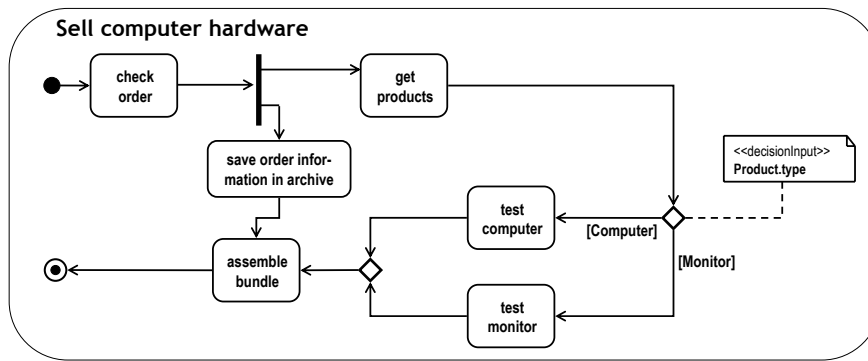 Sell computer hardware
check
order
get
products
save order infor-
mation in archive
<<decisionInput>>
Product.type
test
computer
[Computer]
[Monitor]
assemble
bundle
test
monitor